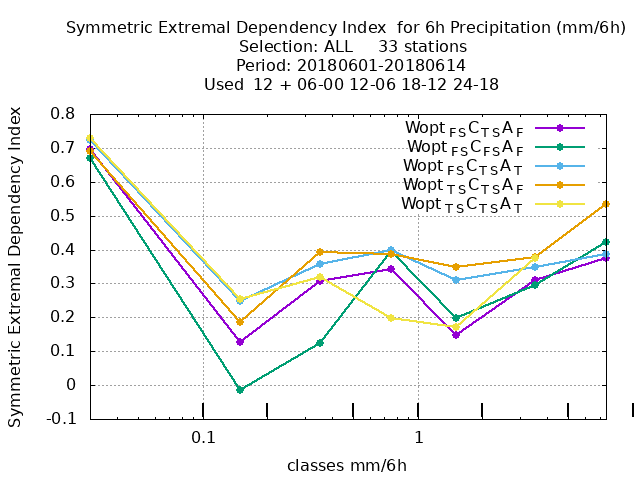 Symmetric Extremal Dependency Index  for 6h Precipitation (mm/6h)
Selection: ALL     33 stations
Period: 20180601-20180614
Used  12 + 06-00 12-06 18-12 24-18
Symmetric Extremal Dependency Index
0.8
0.7
0.6
0.5
0.4
0.3
0.2
0.1
0
-0.1
Wopt FS C TS A F
Wopt FS C FS A F
Wopt FS C TS A T
Wopt TS C TS A F
Wopt TS C TS A T
0.1 1
classes mm/6h